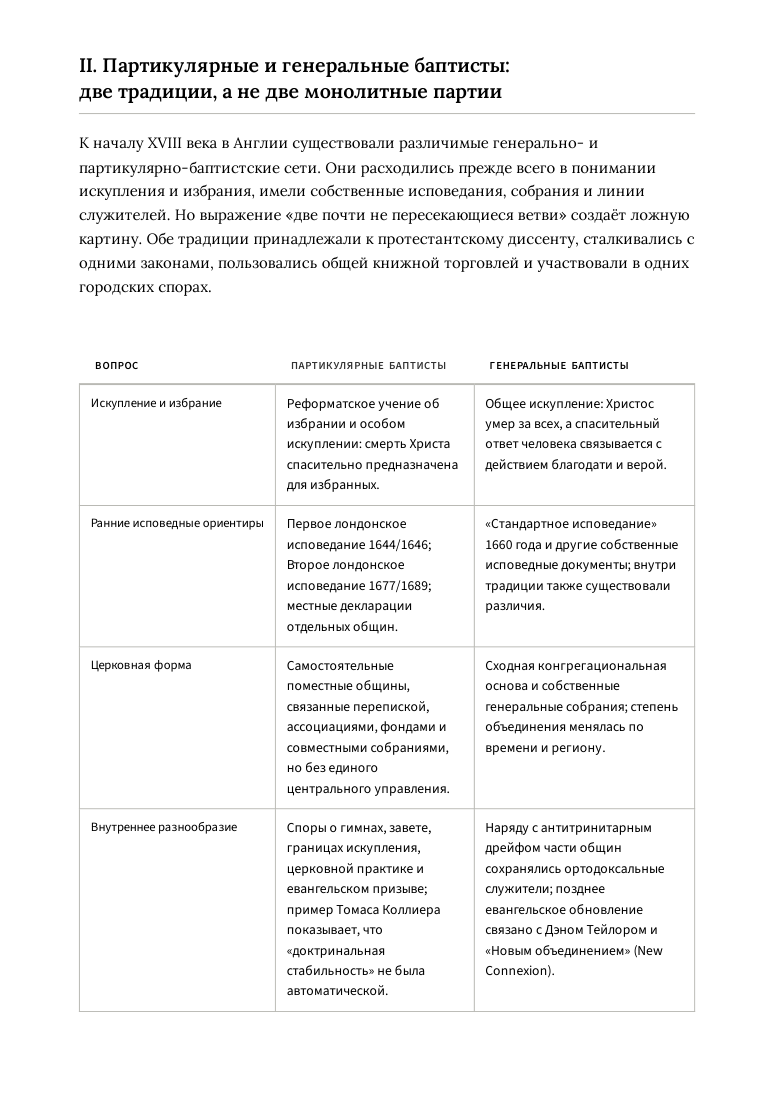 II. Партикулярные и генеральные баптисты:
две традиции, а не две монолитные партии
К началу XVIII века в Англии существовали различимые генерально- и
партикулярно-баптистские сети. Они расходились прежде всего в понимании
искупления и избрания, имели собственные исповедания, собрания и линии
служителей. Но выражение «две почти не пересекающиеся ветви» создаёт ложную
картину. Обе традиции принадлежали к протестантскому диссенту, сталкивались с
одними законами, пользовались общей книжной торговлей и участвовали в одних
городских спорах.
ВОПРОС
ПАРТИКУЛЯРНЫЕ БАПТИСТЫ
ГЕНЕРАЛЬНЫЕ БАПТИСТЫ
Искупление и избрание
Реформатское учение об
избрании и особом
искуплении: смерть Христа
спасительно предназначена
для избранных.
Общее искупление: Христос
умер за всех, а спасительный
ответ человека связывается с
действием благодати и верой.
Ранние исповедные ориентиры
Первое лондонское
исповедание 1644/1646;
Второе лондонское
исповедание 1677/1689;
местные декларации
отдельных общин.
«Стандартное исповедание»
1660 года и другие собственные
исповедные документы; внутри
традиции также существовали
различия.
Церковная форма
Самостоятельные
поместные общины,
связанные перепиской,
ассоциациями, фондами и
совместными собраниями,
но без единого
центрального управления.
Сходная конгрегациональная
основа и собственные
генеральные собрания; степень
объединения менялась по
времени и региону.
Внутреннее разнообразие
Споры о гимнах, завете,
границах искупления,
церковной практике и
евангельском призыве;
пример Томаса Коллиера
показывает, что
«доктринальная
стабильность» не была
автоматической.
Наряду с антитринитарным
дрейфом части общин
сохранялись ортодоксальные
служители; позднее
евангельское обновление
связано с Дэном Тейлором и
«Новым объединением» (New
Connexion).